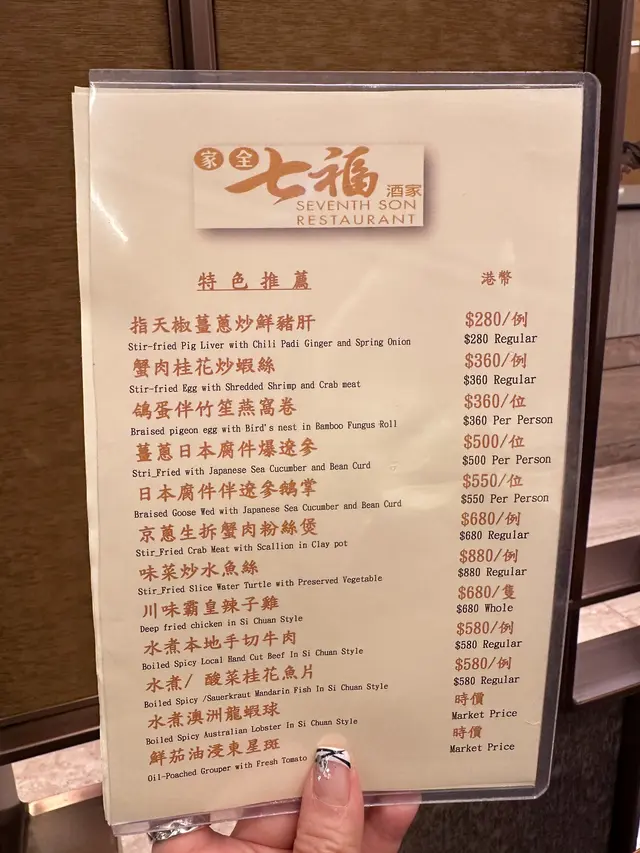 家全七福酒家
SEVENTH SON
RESTAURANT
特色推薦 港幣
指天椒薑蔥炒鮮豬肝 $280/例
Stir-fried Pig Liver with Chili Padi Ginger and Spring Onion $280 Regular
蟹肉桂花炒蝦絲 $360/例
Stir-fried Egg with Shredded Shrimp and Crab meat $360 Regular
鴿蛋伴竹笙燕窩卷 $360/位
Braised pigeon egg with Bird's nest in Bamboo Fungus Roll $360 Per Person
薑蔥日本腐件爆遼參 $500/位
Stri_Fried with Japanese Sea Cucumber and Bean Curd $500 Per Person
日本腐件伴遼參鵝掌 $550/位
Braised Goose Wed with Japanese Sea Cucumber and Bean Curd $550 Per Person
京蔥生拆蟹肉粉絲煲 $680/例
Stir_Fried Crab Meat with Scallion in Clay pot $680 Regular
味菜炒水魚絲 $880/例
Stir_Fried Slice Water Turtle with Preserved Vegetable $880 Regular
川味霸皇辣子雞 $680/隻
Deep fried chicken in Si Chuan Style $680 Whole
水煮本地手切牛肉 $580/例
Boiled Spicy Local Hand Cut Beef In Si Chuan Style $580 Regular
水煮/ 酸菜桂花魚片 $580/例
Boiled Spicy /Sauerkraut Mandarin Fish In Si Chuan Style $580 Regular
水煮澳洲龍蝦球 時價
Boiled Spicy Australian Lobster In Si Chuan Style Market Price
鮮茄油浸東星斑 時價
Oil-Poached Grouper with Fresh Tomato Market Price